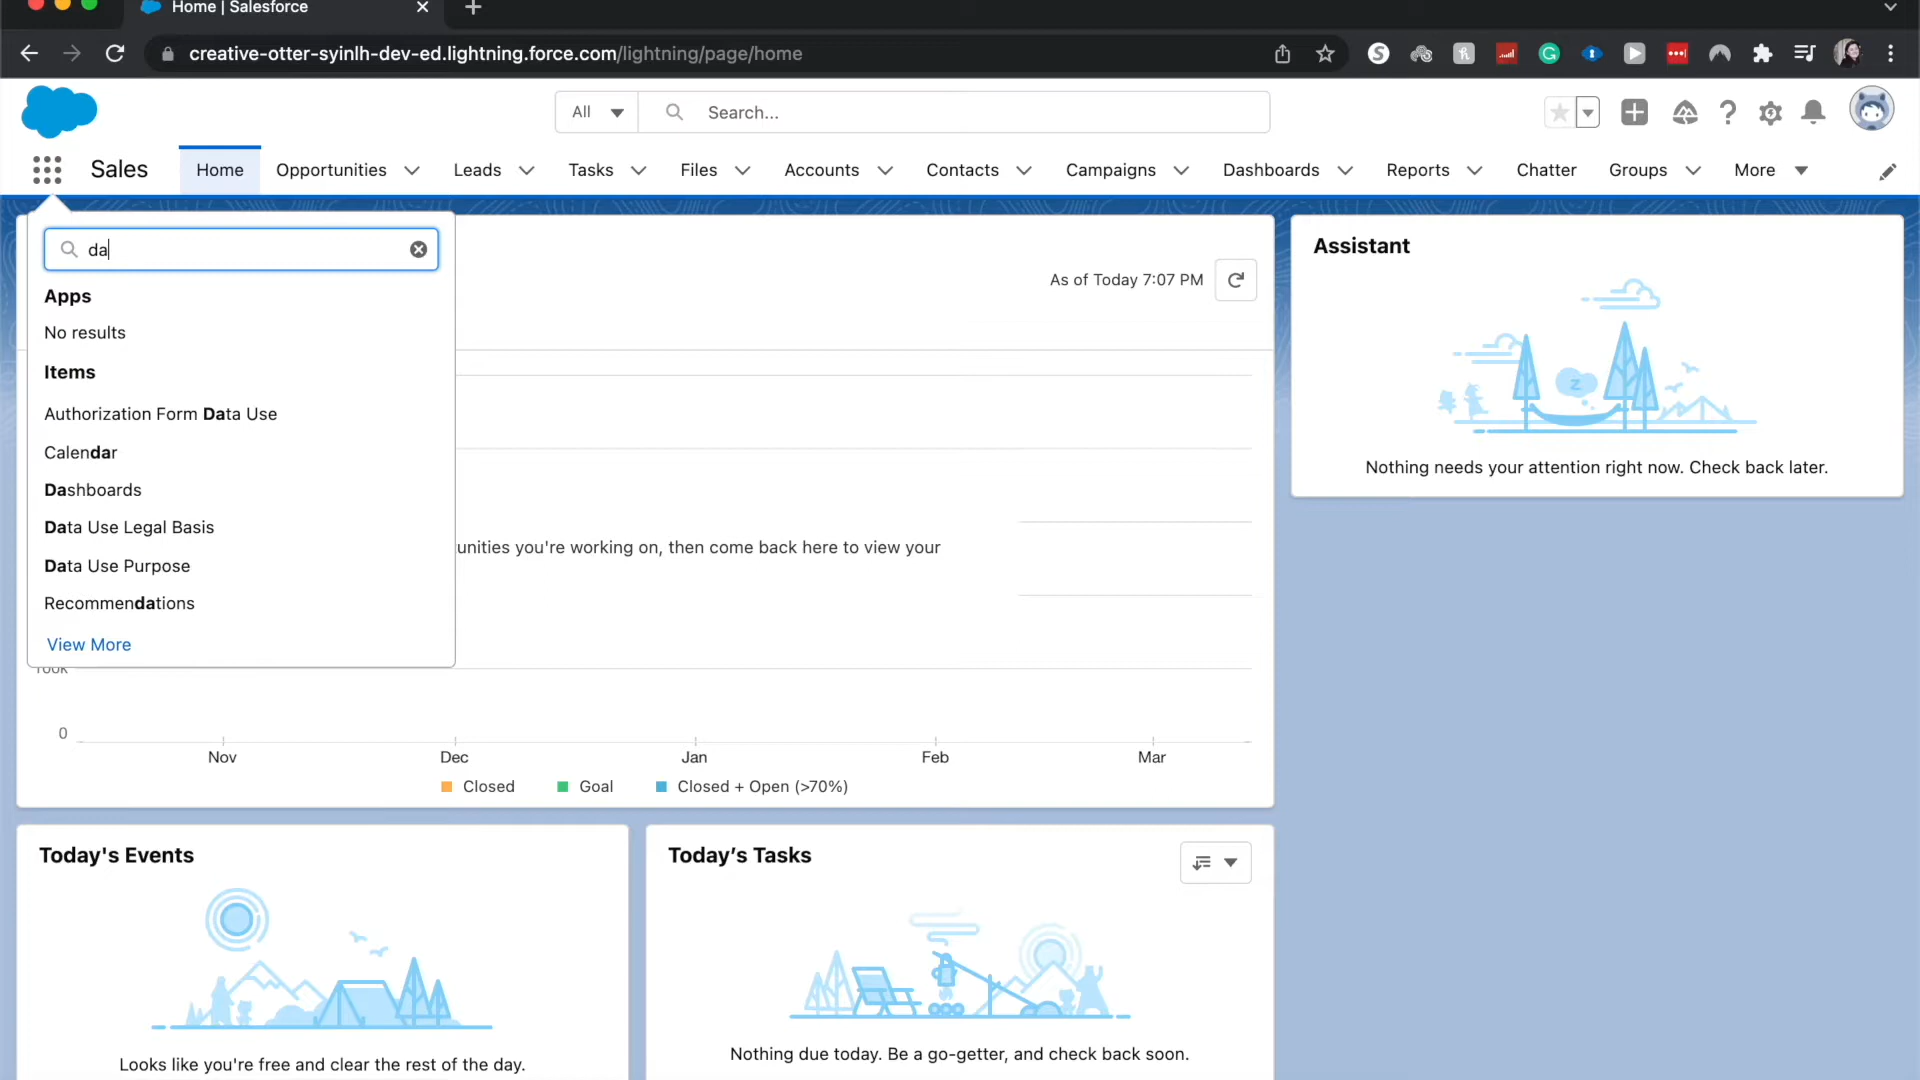 Home | Salesforce
creative-otter-syinlh-dev-ed.lightning.force.com/lightning/page/home
All Search...
Sales Home Opportunities Leads Tasks Files Accounts Contacts Campaigns Dashboards Reports Chatter Groups More
da
Apps
No results
Items
Authorization Form Data Use
Calendar
Dashboards
Data Use Legal Basis
Data Use Purpose
Recommendations
View More
As of Today 7:07 PM
unities you're working on, then come back here to view your
100k
0
Nov Dec Jan Feb Mar
Closed Goal Closed + Open (>70%)
Assistant
z
Nothing needs your attention right now. Check back later.
Today's Events
Looks like you're free and clear the rest of the day.
Today’s Tasks
Nothing due today. Be a go-getter, and check back soon.